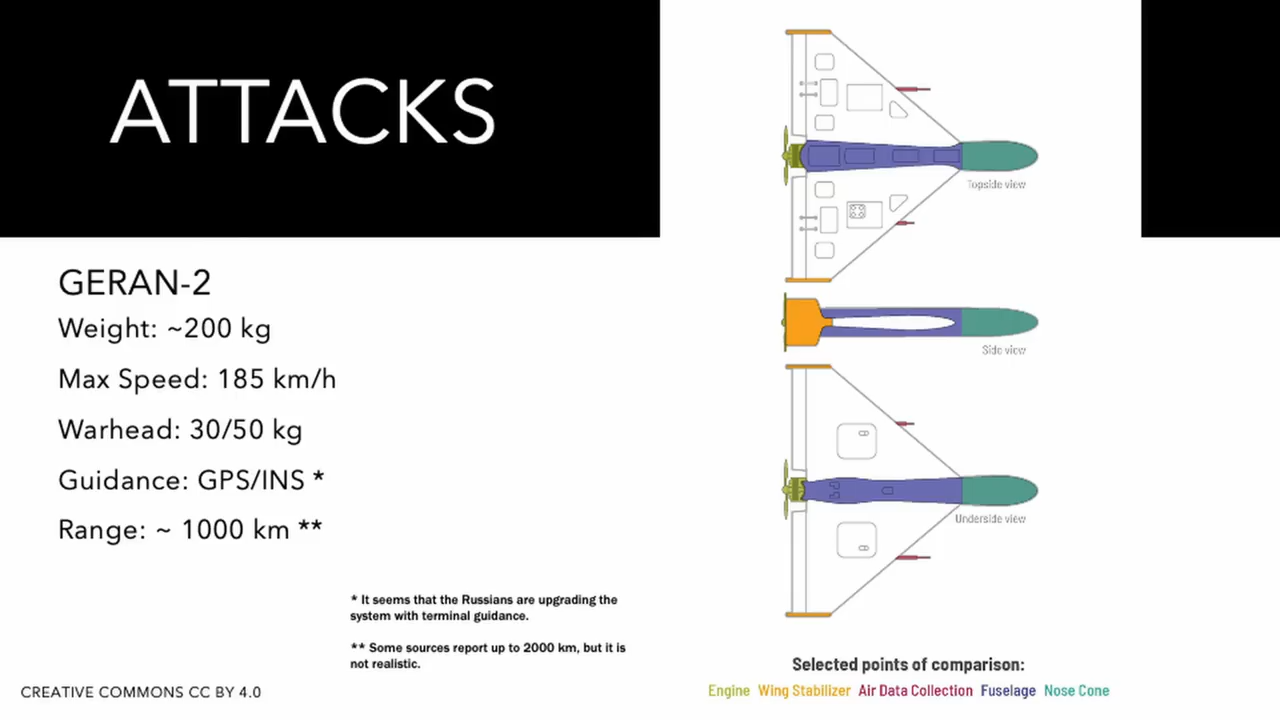 ATTACKS
GERAN-2
Weight: ~200 kg
Max Speed: 185 km/h
Warhead: 30/50 kg
Guidance: GPS/INS *
Range: ~ 1000 km **
* It seems that the Russians are upgrading the
system with terminal guidance.
** Some sources report up to 2000 km, but it is
not realistic.
CREATIVE COMMONS CC BY 4.0
Topside view
Side view
Underside view
Selected points of comparison:
Engine Wing Stabilizer Air Data Collection Fuselage Nose Cone